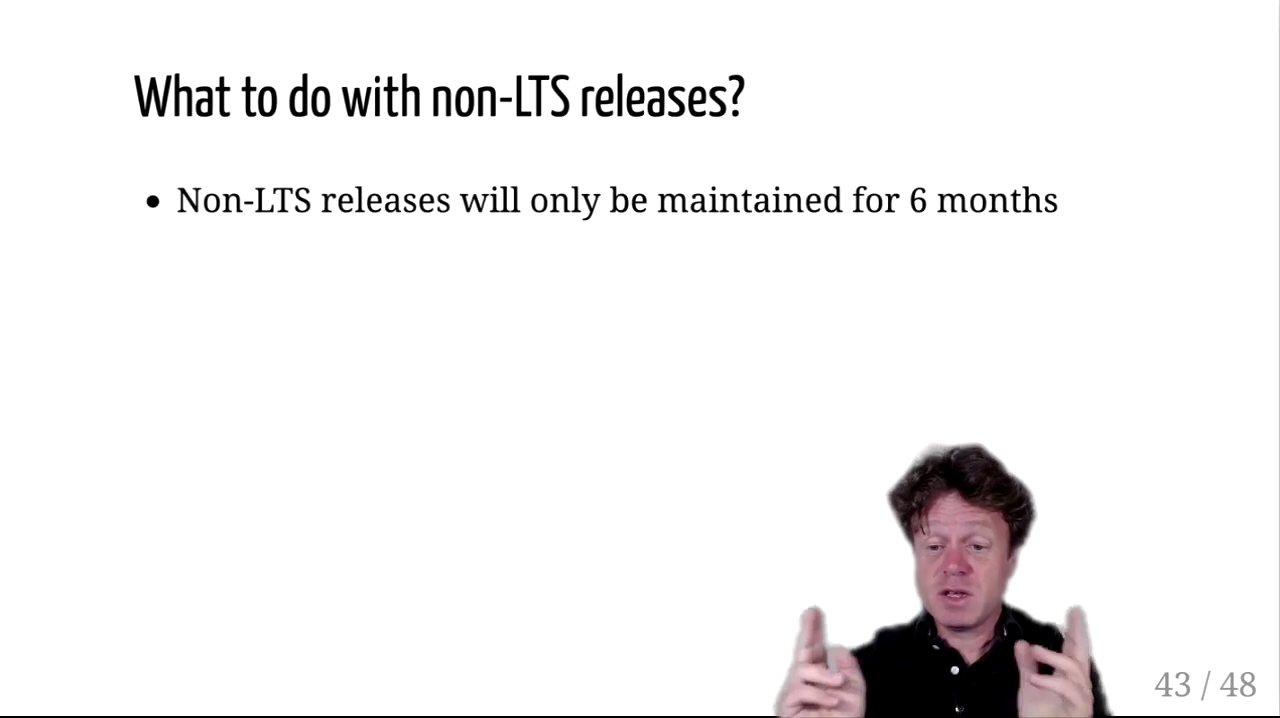 What to do with non-LTS releases?
Non-LTS releases will only be maintained for 6 months
43 / 48